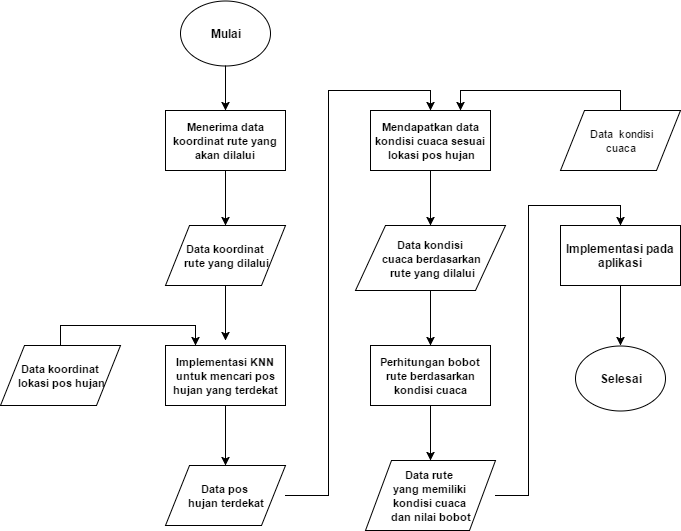 Mulai
Menerima data
koordinat rute yang
akan dilalui
Data koordinat
rute yang dilalui
Data koordinat
lokasi pos hujan
Implementasi KNN
untuk mencari pos
hujan yang terdekat
Data pos
hujan terdekat
Mendapatkan data
kondisi cuaca sesuai
lokasi pos hujan
Data kondisi
cuaca
Data kondisi
cuaca berdasarkan
rute yang dilalui
Perhitungan bobot
rute berdasarkan
kondisi cuaca
Data rute
yang memiliki
kondisi cuaca
dan nilai bobot
Implementasi pada
aplikasi
Selesai